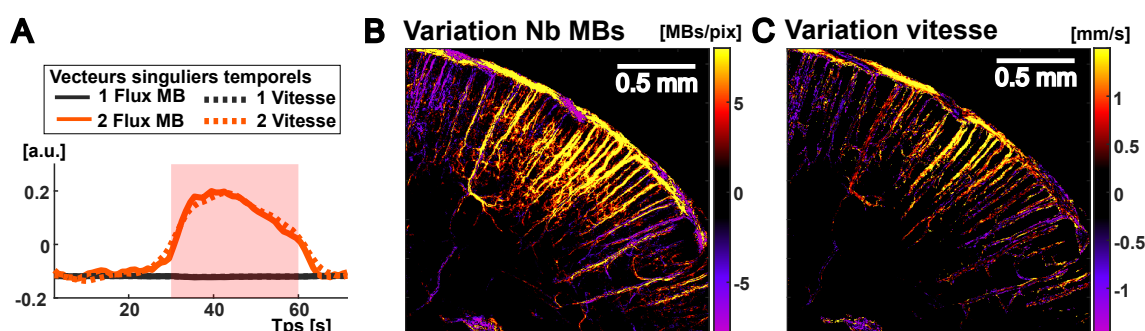 A
Vecteurs singuliers temporels
1 Flux MB
1 Vitesse
2 Flux MB
2 Vitesse
[a.u.]
0.2
0
-0.2
20
40
60
Tps [s]
B Variation Nb MBs
[MBs/pix]
0.5 mm
5
0
-5
C Variation vitesse
[mm/s]
0.5 mm
1
0.5
0
-0.5
-1